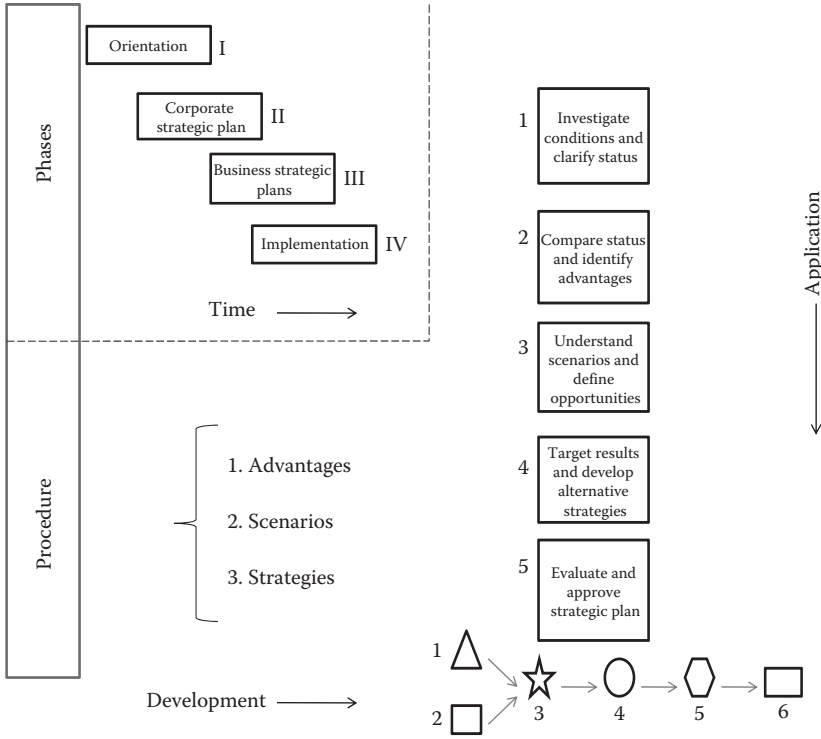 Phases
Orientation
I
Corporate
strategic plan
II
Business strategic
plans
III
Implementation
IV
Time
Procedure
1. Advantages
2. Scenarios
3. Strategies
Development
1
Investigate
conditions and
clarify status
2
Compare status
and identify
advantages
3
Understand
scenarios and
define
opportunities
4
Target results
and develop
alternative
strategies
5
Evaluate and
approve
strategic plan
Application
1
2
3
4
5
6